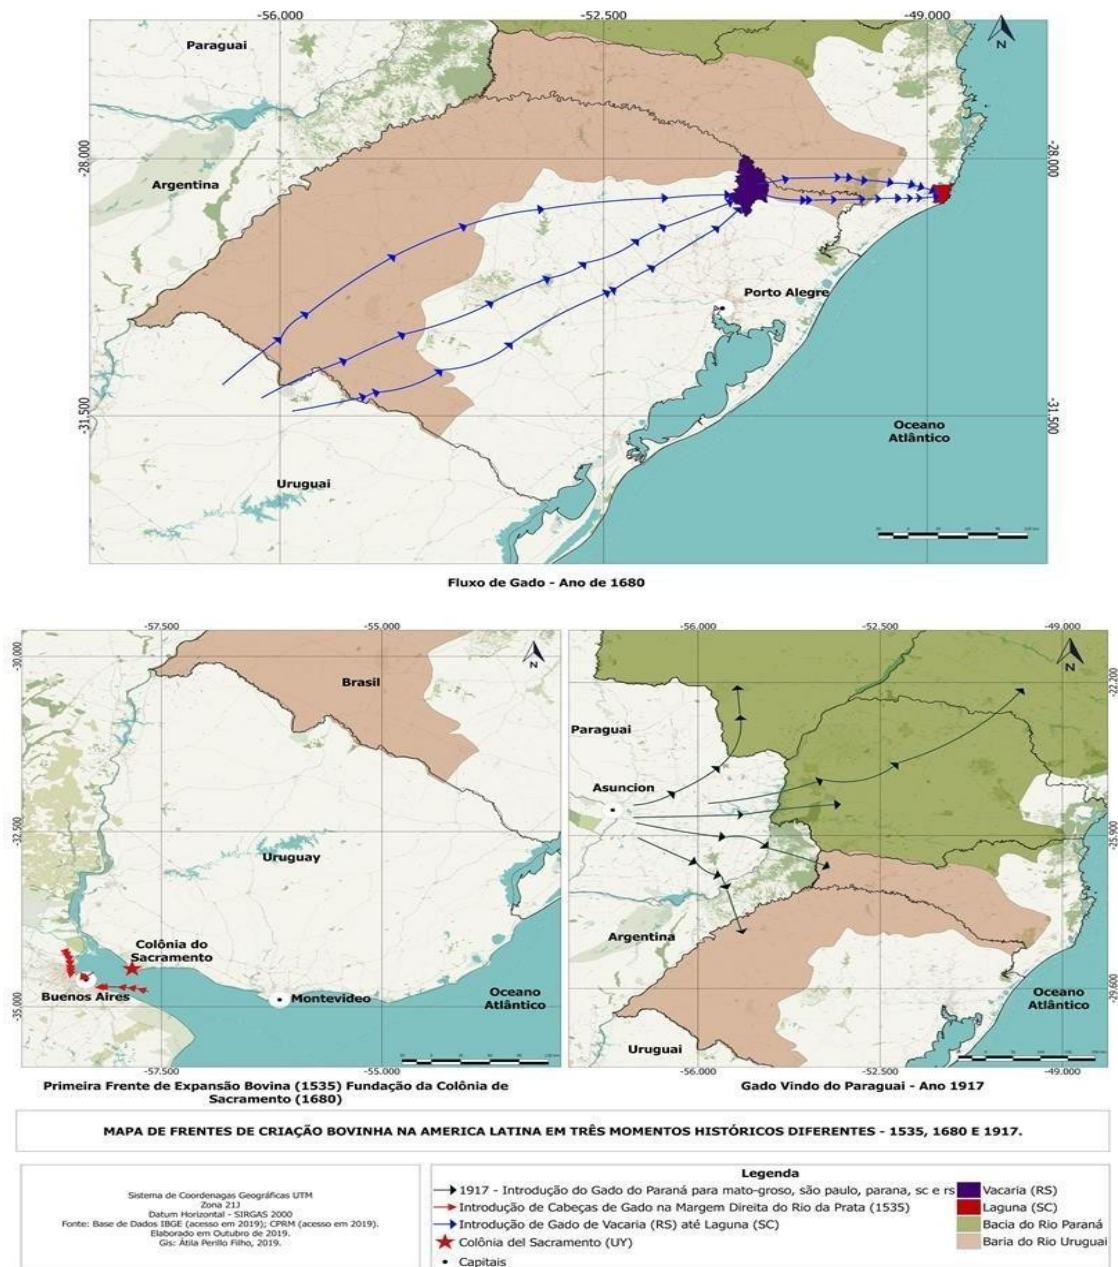 -56.000 -52.500 -49.000
Paraguai
N
-28.000 -28.000
Argentina
Porto Alegre
-31.500 -31.500
Oceano
Atlântico
Uruguai
Fluxo de Gado - Ano de 1680
-57.500 -55.000
-30.000
N
Brasil
-32.500
Uruguay
Colônia do
Sacramento
Buenos Aires
Montevideo
Oceano
Atlântico
-35.000
-57.500 -55.000
Primeira Frente de Expansão Bovina (1535) Fundação da Colônia de
Sacramento (1680)
-56.000 -52.500 -49.000
N
-22.200
Paraguai
Asuncion
-25.900
Argentina
-29.600
Oceano
Atlântico
Uruguai
-56.000 -52.500 -49.000
Gado Vindo do Paraguai - Ano 1917
MAPA DE FRENTES DE CRIAÇÃO BOVINHA NA AMERICA LATINA EM TRÊS MOMENTOS HISTÓRICOS DIFERENTES - 1535, 1680 E 1917.
Sistema de Coordenagas Geográficas UTM
Zona 21J
Datum Horizontal - SIRGAS 2000
Fonte: Base de Dados IBGE (acesso em 2019); CPRM (acesso em 2019).
Elaborado em Outubro de 2019.
Gis: Átila Perillo Filho, 2019.
Legenda
1917 - Introdução do Gado do Paraná para mato-groso, são paulo, parana, sc e rs
Introdução de Cabeças de Gado na Margem Direita do Rio da Prata (1535)
Introdução de Gado de Vacaria (RS) até Laguna (SC)
Colônia del Sacramento (UY)
Capitais
Vacaria (RS)
Laguna (SC)
Bacia do Rio Paraná
Baria do Rio Uruguai